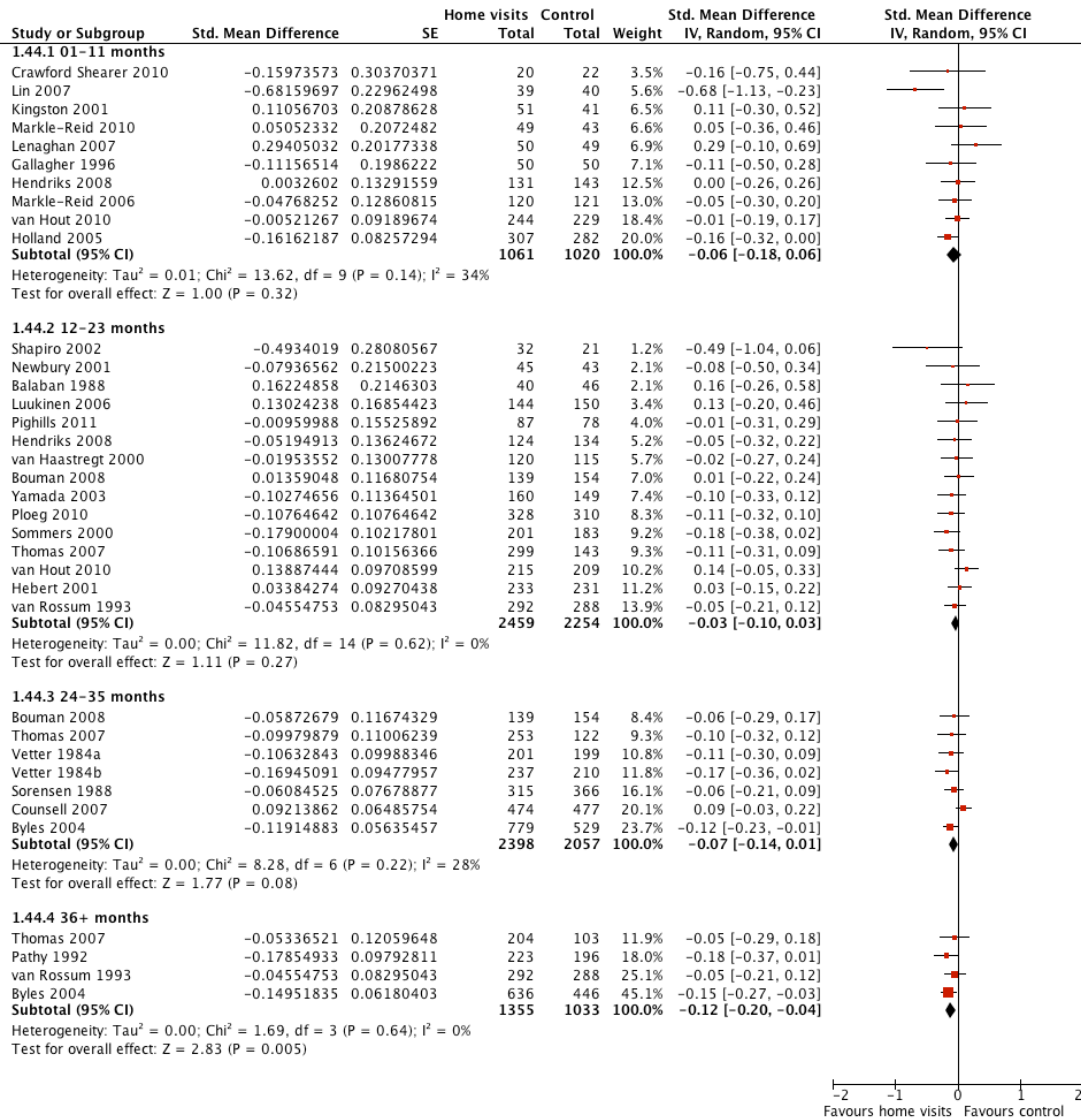 Home visits Control Std. Mean Difference Std. Mean Difference
Study or Subgroup Std. Mean Difference SE Total Total Weight IV, Random, 95% CI IV, Random, 95% CI
1.44.1 01–11 months
Crawford Shearer 2010 −0.15973573 0.30370371 20 22 3.5% −0.16 [−0.75, 0.44]
Lin 2007 −0.68159697 0.22962498 39 40 5.6% −0.68 [−1.13, −0.23]
Kingston 2001 0.11056703 0.20878628 51 41 6.5% 0.11 [−0.30, 0.52]
Markle–Reid 2010 0.05052332 0.2072482 49 43 6.6% 0.05 [−0.36, 0.46]
Lenaghan 2007 0.29405032 0.20177338 50 49 6.9% 0.29 [−0.10, 0.69]
Gallagher 1996 −0.11156514 0.1986222 50 50 7.1% −0.11 [−0.50, 0.28]
Hendriks 2008 0.0032602 0.13291559 131 143 12.5% 0.00 [−0.26, 0.26]
Markle–Reid 2006 −0.04768252 0.12860815 120 121 13.0% −0.05 [−0.30, 0.20]
van Hout 2010 −0.00521267 0.09189674 244 229 18.4% −0.01 [−0.19, 0.17]
Holland 2005 −0.16162187 0.08257294 307 282 20.0% −0.16 [−0.32, 0.00]
Subtotal (95% CI) 1061 1020 100.0% −0.06 [−0.18, 0.06]
Heterogeneity: Tau² = 0.01; Chi² = 13.62, df = 9 (P = 0.14); I² = 34%
Test for overall effect: Z = 1.00 (P = 0.32)
1.44.2 12–23 months
Shapiro 2002 −0.4934019 0.28080567 32 21 1.2% −0.49 [−1.04, 0.06]
Newbury 2001 −0.07936562 0.21500223 45 43 2.1% −0.08 [−0.50, 0.34]
Balaban 1988 0.16224858 0.2146303 40 46 2.1% 0.16 [−0.26, 0.58]
Luukinen 2006 0.13024238 0.16854423 144 150 3.4% 0.13 [−0.20, 0.46]
Pighills 2011 −0.00959988 0.15525892 87 78 4.0% −0.01 [−0.31, 0.29]
Hendriks 2008 −0.05194913 0.13624672 124 134 5.2% −0.05 [−0.32, 0.22]
van Haastregt 2000 −0.01953552 0.13007778 120 115 5.7% −0.02 [−0.27, 0.24]
Bouman 2008 0.01359048 0.11680754 139 154 7.0% 0.01 [−0.22, 0.24]
Yamada 2003 −0.10274656 0.11364501 160 149 7.4% −0.10 [−0.33, 0.12]
Ploeg 2010 −0.10764642 0.10764642 328 310 8.3% −0.11 [−0.32, 0.10]
Sommers 2000 −0.17900004 0.10217801 201 183 9.2% −0.18 [−0.38, 0.02]
Thomas 2007 −0.10686591 0.10156366 299 143 9.3% −0.11 [−0.31, 0.09]
van Hout 2010 0.13887444 0.09708599 215 209 10.2% 0.14 [−0.05, 0.33]
Hebert 2001 0.03384274 0.09270438 233 231 11.2% 0.03 [−0.15, 0.22]
van Rossum 1993 −0.04554753 0.08295043 292 288 13.9% −0.05 [−0.21, 0.12]
Subtotal (95% CI) 2459 2254 100.0% −0.03 [−0.10, 0.03]
Heterogeneity: Tau² = 0.00; Chi² = 11.82, df = 14 (P = 0.62); I² = 0%
Test for overall effect: Z = 1.11 (P = 0.27)
1.44.3 24–35 months
Bouman 2008 −0.05872679 0.11674329 139 154 8.4% −0.06 [−0.29, 0.17]
Thomas 2007 −0.09979879 0.11006239 253 122 9.3% −0.10 [−0.32, 0.12]
Vetter 1984a −0.10632843 0.09988346 201 199 10.8% −0.11 [−0.30, 0.09]
Vetter 1984b −0.16945091 0.09477957 237 210 11.8% −0.17 [−0.36, 0.02]
Sorensen 1988 −0.06084525 0.07678877 315 366 16.1% −0.06 [−0.21, 0.09]
Counsell 2007 0.09213862 0.06485754 474 477 20.1% 0.09 [−0.03, 0.22]
Byles 2004 −0.11914883 0.05635457 779 529 23.7% −0.12 [−0.23, −0.01]
Subtotal (95% CI) 2398 2057 100.0% −0.07 [−0.14, 0.01]
Heterogeneity: Tau² = 0.00; Chi² = 8.28, df = 6 (P = 0.22); I² = 28%
Test for overall effect: Z = 1.77 (P = 0.08)
1.44.4 36+ months
Thomas 2007 −0.05336521 0.12059648 204 103 11.9% −0.05 [−0.29, 0.18]
Pathy 1992 −0.17854933 0.09792811 223 196 18.0% −0.18 [−0.37, 0.01]
van Rossum 1993 −0.04554753 0.08295043 292 288 25.1% −0.05 [−0.21, 0.12]
Byles 2004 −0.14951835 0.06180403 636 446 45.1% −0.15 [−0.27, −0.03]
Subtotal (95% CI) 1355 1033 100.0% −0.12 [−0.20, −0.04]
Heterogeneity: Tau² = 0.00; Chi² = 1.69, df = 3 (P = 0.64); I² = 0%
Test for overall effect: Z = 2.83 (P = 0.005)
−2 −1 0 1 2
Favours home visits Favours control